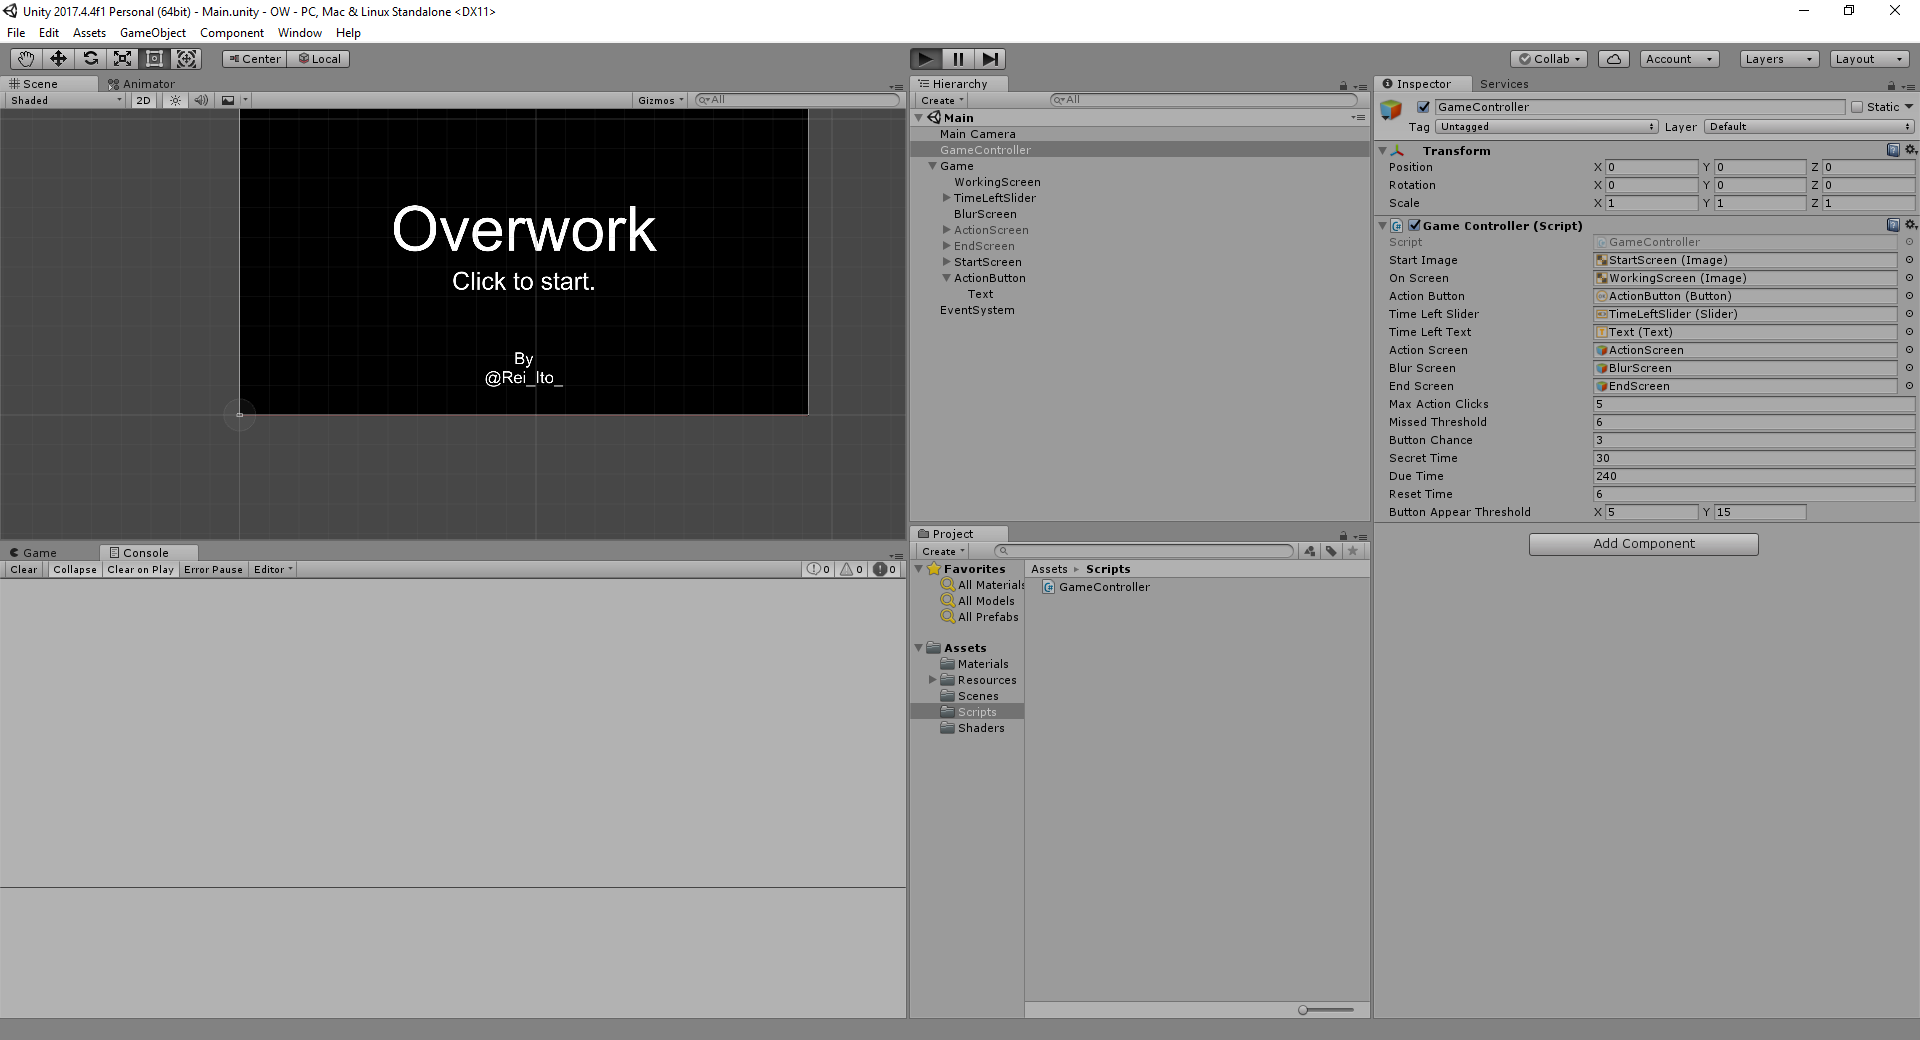 Unity 2017.4.4f1 Personal (64bit) - Main.unity - OW - PC, Mac & Linux Standalone <DX11>
File Edit Assets GameObject Component Window Help
Center Local Collab Account Layers Layout
Scene Animator
Shaded 2D Gizmos All
Overwork
Click to start.
By
@Rei_Ito_
Game Console
Clear Collapse Clear on Play Error Pause Editor 0 0 0
Hierarchy
Create All
Main
Main Camera
GameController
Game
WorkingScreen
TimeLeftSlider
BlurScreen
ActionScreen
EndScreen
StartScreen
ActionButton
Text
EventSystem
Project
Create
Favorites
All Materials
All Models
All Prefabs
Assets
Materials
Resources
Scenes
Scripts
Shaders
Assets Scripts
GameController
Inspector Services
GameController Static
Tag Untagged Layer Default
Transform
Position X 0 Y 0 Z 0
Rotation X 0 Y 0 Z 0
Scale X 1 Y 1 Z 1
Game Controller (Script)
Script GameController
Start Image StartScreen (Image)
On Screen WorkingScreen (Image)
Action Button ActionButton (Button)
Time Left Slider TimeLeftSlider (Slider)
Time Left Text Text (Text)
Action Screen ActionScreen
Blur Screen BlurScreen
End Screen EndScreen
Max Action Clicks 5
Missed Threshold 6
Button Chance 3
Secret Time 30
Due Time 240
Reset Time 6
Button Appear Threshold X 5 Y 15
Add Component